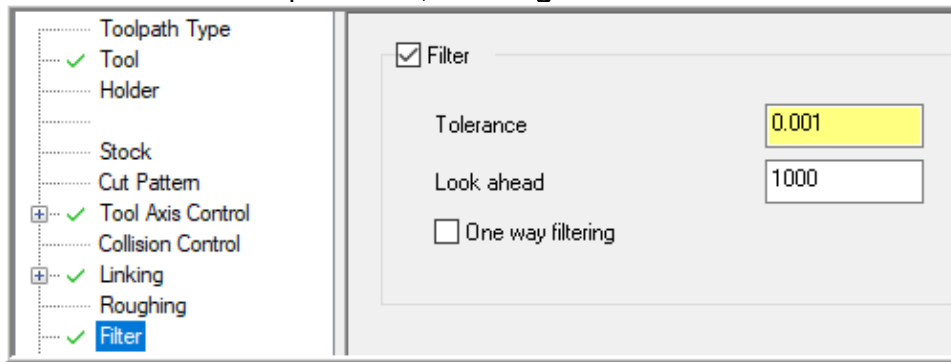 Toolpath Type
Tool
Holder
Stock
Cut Pattern
Tool Axis Control
Collision Control
Linking
Roughing
Filter
Filter
Tolerance 0.001
Look ahead 1000
One way filtering